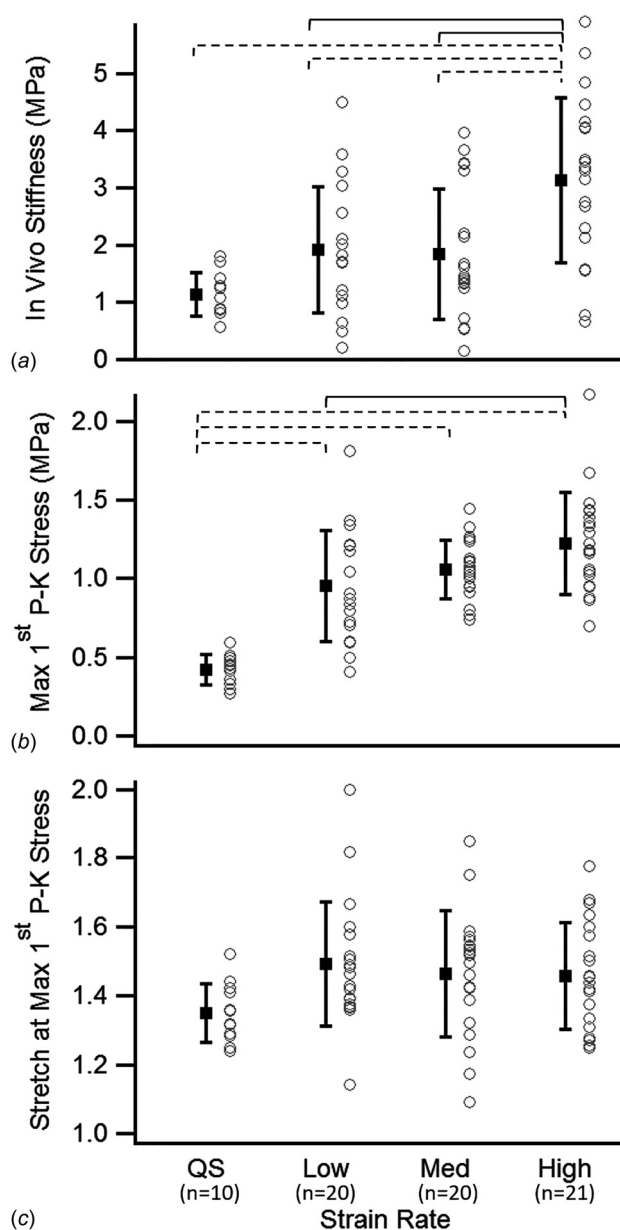 In Vivo Stiffness (MPa)
5
4
3
2
1
0
(a)
Max 1st P-K Stress (MPa)
2.0
1.5
1.0
0.5
0.0
(b)
Stretch at Max 1st P-K Stress
2.0
1.8
1.6
1.4
1.2
1.0
QS Low Med High
(n=10) (n=20) (n=20) (n=21)
Strain Rate
(c)